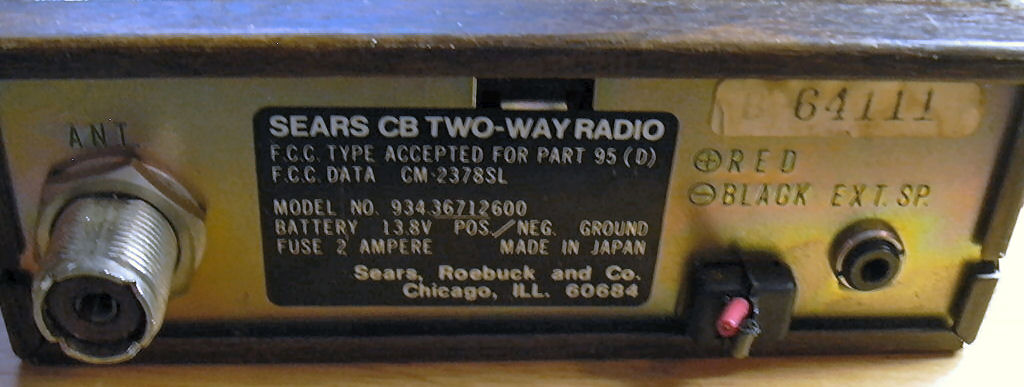 ANT.
SEARS CB TWO-WAY RADIO
F.C.C. TYPE ACCEPTED FOR PART 95 (D)
F.C.C. DATA CM-2378SL
MODEL NO. 934.36712600
BATTERY 13.8V POS./NEG. GROUND
FUSE 2 AMPERE MADE IN JAPAN
Sears, Roebuck and Co.
Chicago, ILL. 60684
64111
⊕RED
⊖BLACK EXT. SP.